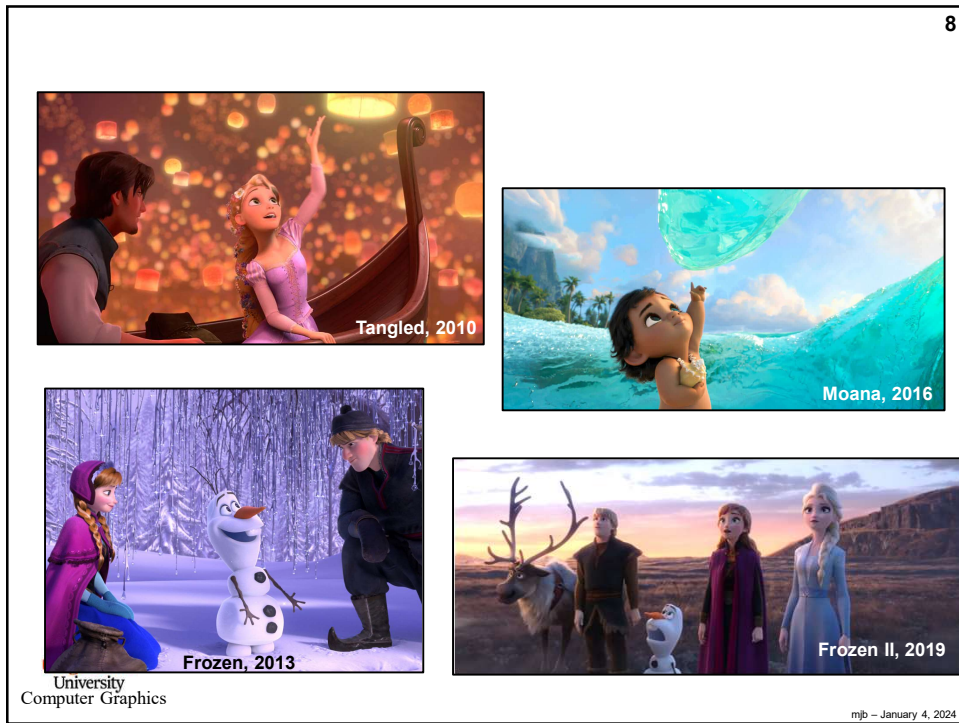 8
Tangled, 2010
Moana, 2016
Frozen, 2013
Frozen II, 2019
University
Computer Graphics
mjb – January 4, 2024